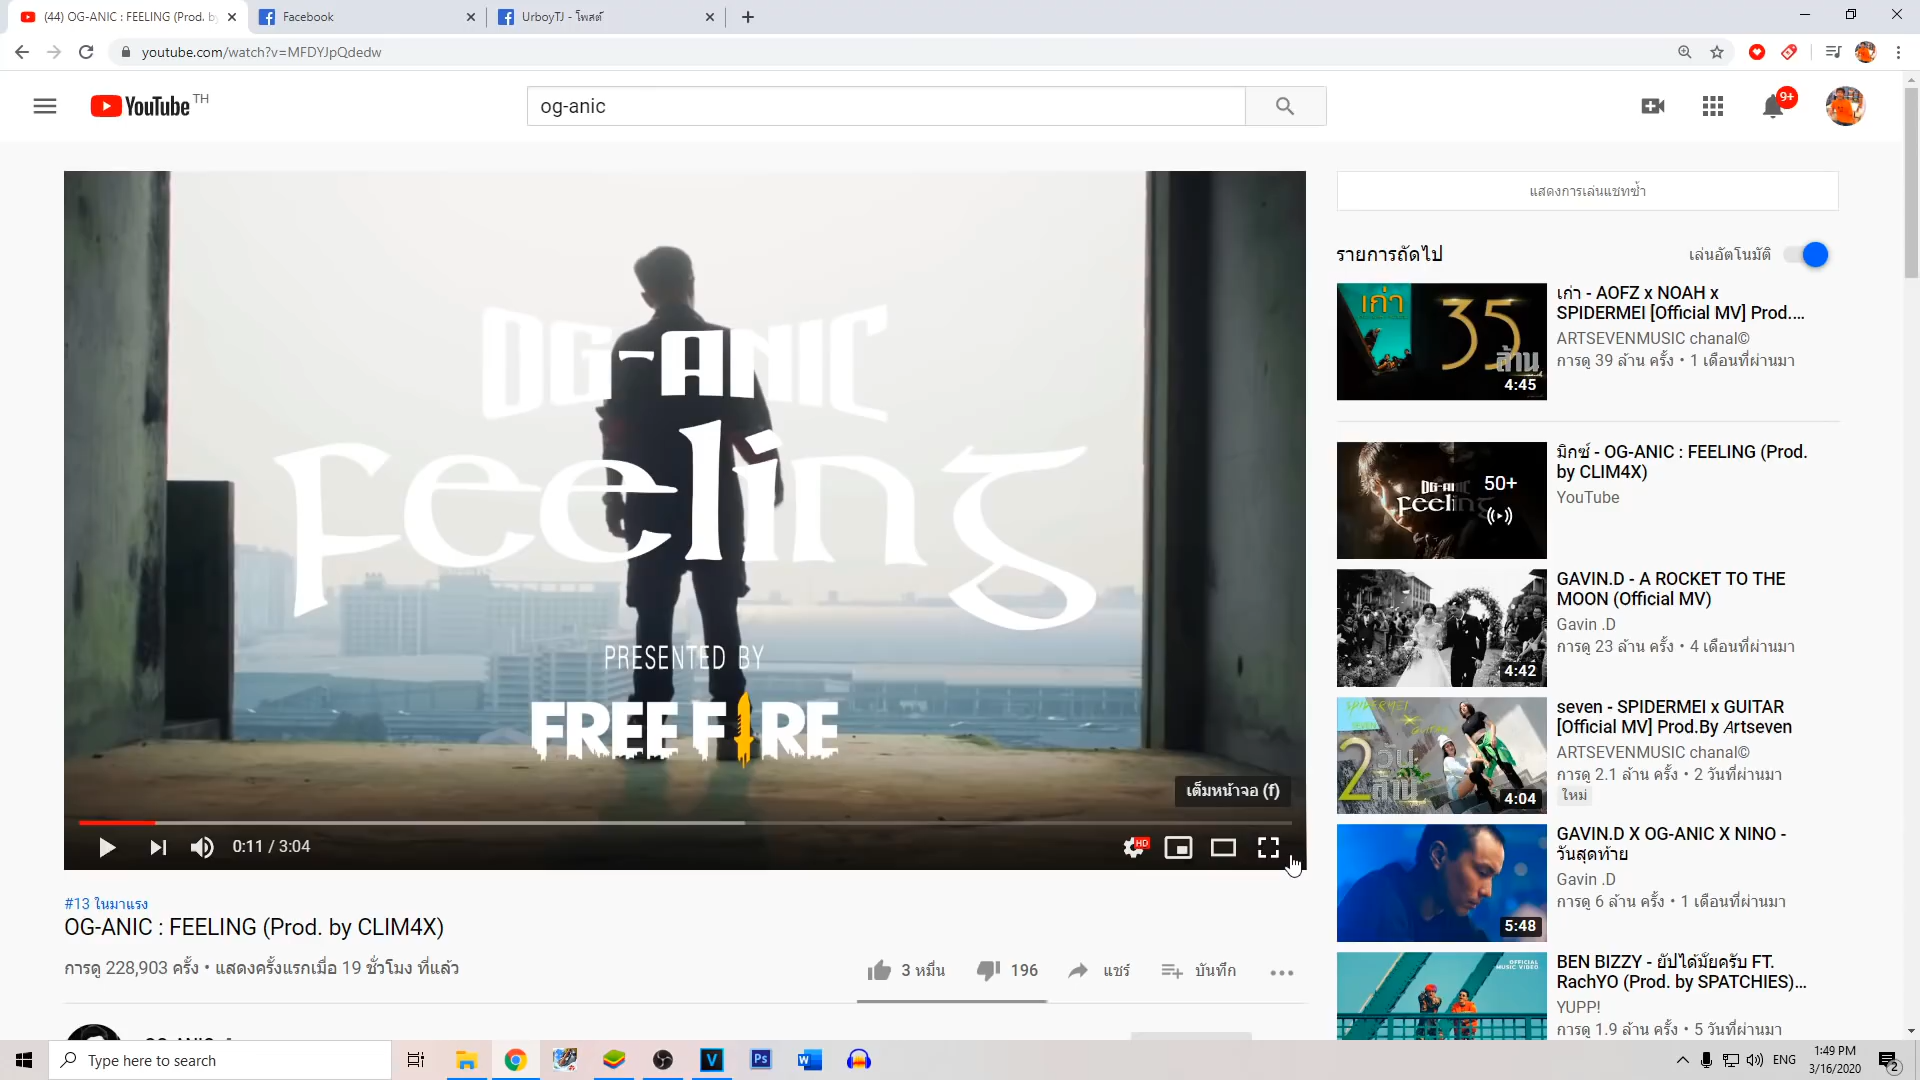 (44) OG-ANIC : FEELING (Prod. b
Facebook
UrboyTJ - โพสต์
youtube.com/watch?v=MFDYJpQdedw
YouTube TH
og-anic
9+
OG-ANIC
Feeling
PRESENTED BY
FREE FIRE
เต็มหน้าจอ (f)
0:11 / 3:04
HD
#13 ในมาแรง
OG-ANIC : FEELING (Prod. by CLIM4X)
การดู 228,903 ครั้ง • แสดงครั้งแรกเมื่อ 19 ชั่วโมง ที่แล้ว
3 หมื่น
196
แชร์
บันทึก
แสดงการเล่นแชทซ้ำ
รายการถัดไป
เล่นอัตโนมัติ
เก่า
35
ล้าน
4:45
เก่า - AOFZ x NOAH x
SPIDERMEI [Official MV] Prod....
ARTSEVENMUSIC chanal©
การดู 39 ล้าน ครั้ง • 1 เดือนที่ผ่านมา
50+
มิกซ์ - OG-ANIC : FEELING (Prod.
by CLIM4X)
YouTube
4:42
GAVIN.D - A ROCKET TO THE
MOON (Official MV)
Gavin .D
การดู 23 ล้าน ครั้ง • 4 เดือนที่ผ่านมา
SPIDERMEI
2 วัน
ล้าน
4:04
seven - SPIDERMEI x GUITAR
[Official MV] Prod.By Artseven
ARTSEVENMUSIC chanal©
การดู 2.1 ล้าน ครั้ง • 2 วันที่ผ่านมา
ใหม่
5:48
GAVIN.D X OG-ANIC X NINO -
วันสุดท้าย
Gavin .D
การดู 6 ล้าน ครั้ง • 1 เดือนที่ผ่านมา
OFFICIAL
MUSIC VIDEO
BEN BIZZY - ยัปได้มั้ยครับ FT.
RachYO (Prod. by SPATCHIES)...
YUPP!
การดู 1.9 ล้าน ครั้ง • 5 วันที่ผ่านมา
Type here to search
V
Ps
W
ENG
1:49 PM
3/16/2020
2